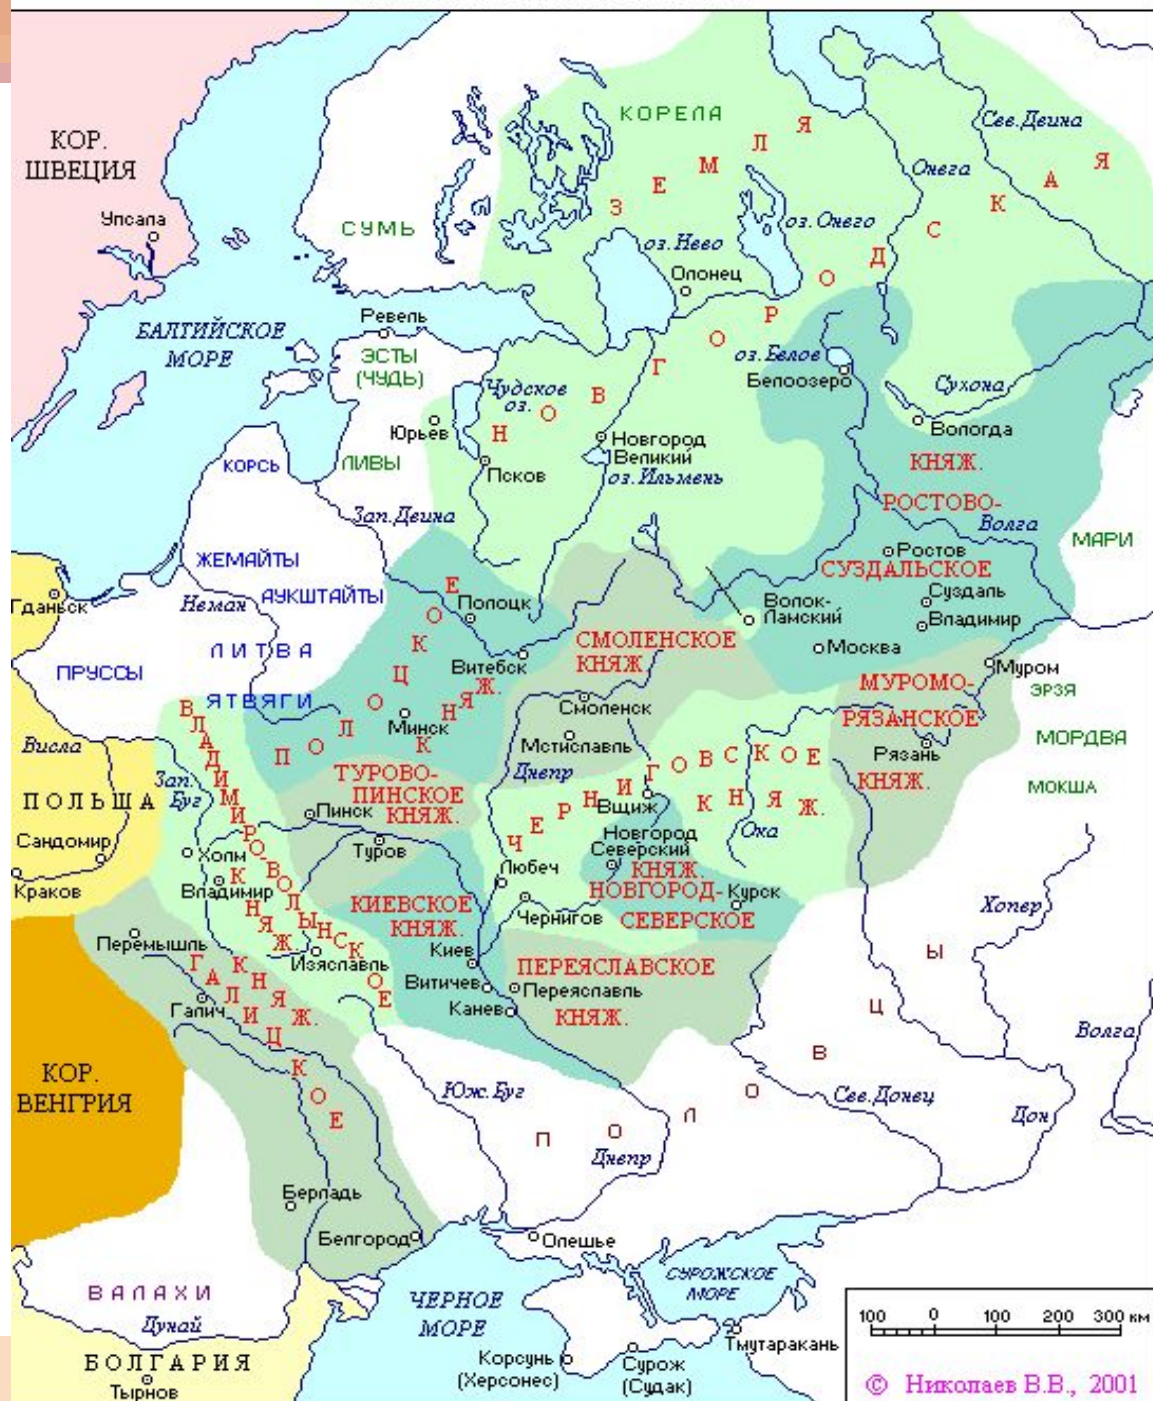 КОРЕЛА
НОВГОРОДСКАЯ ЗЕМЛЯ
Сев.Двина
Онега
КОР.
ШВЕЦИЯ
Упсала
СУМЬ
оз.Нево
оз.Онего
Олонец
Ревель
БАЛТИЙСКОЕ
МОРЕ
ЭСТЫ
(ЧУДЬ)
Чудское
оз.
оз.Белое
Белоозеро
Сухона
Юрьев
Новгород
Великий
оз.Ильмень
Вологда
КОРСЬ
ЛИВЫ
Псков
КНЯЖ.
РОСТОВО-
СУЗДАЛЬСКОЕ
Зап.Двина
Волга
МАРИ
Ростов
ЖЕМАЙТЫ
АУКШТАЙТЫ
Гданьск
Неман
Полоцк
Волок-
Ламский
Суздаль
Владимир
ЛИТВА
СМОЛЕНСКОЕ
КНЯЖ.
Москва
Витебск
Муром
ПРУССЫ
ЯТВЯГИ
ПОЛОЦКОЕ
КНЯЖ.
Минск
Смоленск
МУРОМО-
РЯЗАНСКОЕ
КНЯЖ.
ЭРЗЯ
Мстиславль
Рязань
МОРДВА
Висла
Зап.
Буг
Днепр
ЧЕРНИГОВСКОЕ
КНЯЖ.
МОКША
ПОЛЬША
ТУРОВО-
ПИНСКОЕ
КНЯЖ.
Пинск
Вщиж
Ока
Сандомир
Туров
Новгород
Северский
ВЛАДИМИРОВОЛЫНСКОЕ
КНЯЖ.
Холм
Владимир
Краков
Любеч
КНЯЖ.
НОВГОРОД-
СЕВЕРСКОЕ
Курск
КИЕВСКОЕ
КНЯЖ.
Чернигов
Хопер
Перемышль
Изяславль
Киев
ПЕРЕЯСЛАВСКОЕ
КНЯЖ.
ГАЛИЦКОЕ
КНЯЖ.
Витичев
Переяславль
Галич
Канев
ПОЛОВЦЫ
Волга
КОР.
ВЕНГРИЯ
Юж.Буг
Сев.Донец
Дон
Днепр
Берладь
Белгород
Олешье
ВАЛАХИ
Дунай
ЧЕРНОЕ
МОРЕ
СУРОЖСКОЕ
МОРЕ
100 0 100 200 300 км
Тмутаракань
БОЛГАРИЯ
Тырнов
Корсунь
(Херсонес)
Сурож
(Судак)
© Николаев В.В., 2001